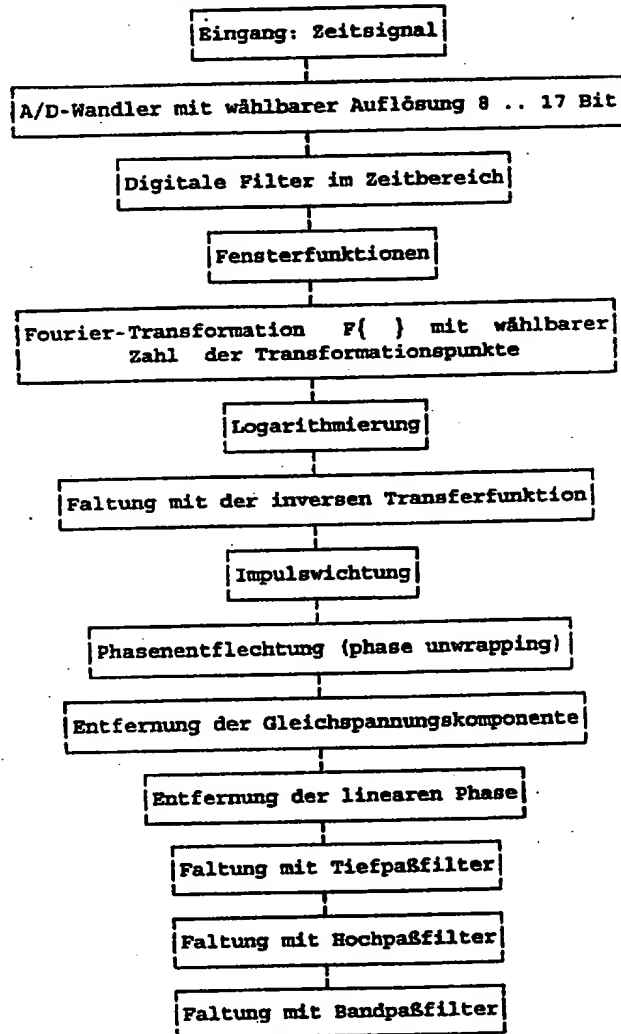 Eingang: Zeitsignal
A/D-Wandler mit wählbarer Auflösung 8 .. 17 Bit
Digitale Filter im Zeitbereich
Fensterfunktionen
Fourier-Transformation F{ } mit wählbarer
Zahl der Transformationspunkte
Logarithmierung
Faltung mit der inversen Transferfunktion
Impulswichtung
Phasenentflechtung (phase unwrapping)
Entfernung der Gleichspannungskomponente
Entfernung der linearen Phase
Faltung mit Tiefpaßfilter
Faltung mit Hochpaßfilter
Faltung mit Bandpaßfilter